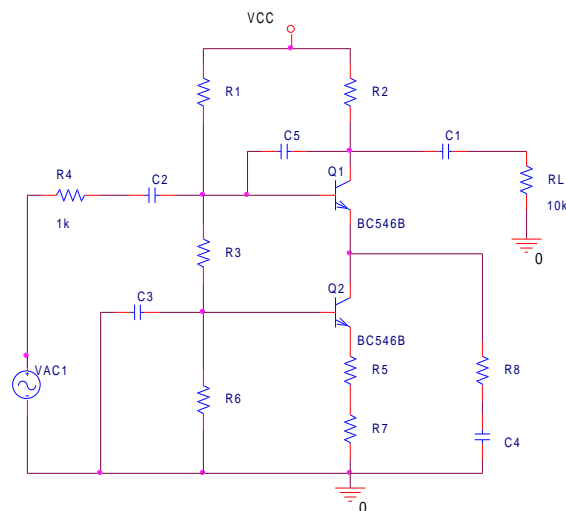 VCC
R1
R2
C5
C1
R4
C2
Q1
RL
1k
BC546B
10k
R3
0
C3
Q2
BC546B
VAC1
R5
R8
R6
R7
C4
0